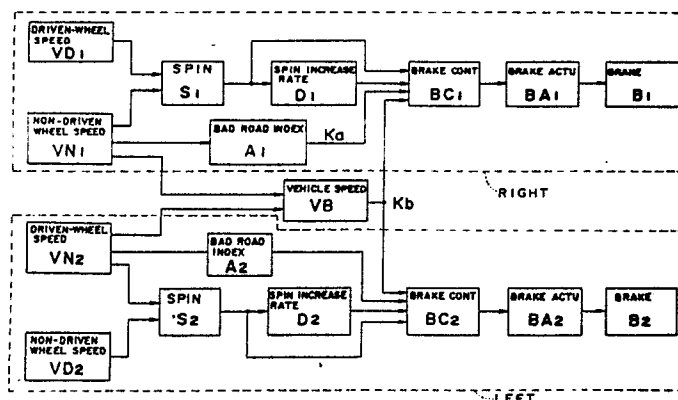 DRIVEN-WHEEL
SPEED
VD1
SPIN
S1
SPIN INCREASE
RATE
D1
BRAKE CONT
BC1
BRAKE ACTU
BA1
BRAKE
B1
NON-DRIVEN
WHEEL SPEED
VN1
BAD ROAD INDEX
A1
Ka
VEHICLE SPEED
VB
Kb
RIGHT
DRIVEN-WHEEL
SPEED
VN2
BAD ROAD
INDEX
A2
SPIN
S2
SPIN INCREASE
RATE
D2
BRAKE CONT
BC2
BRAKE ACTU
BA2
BRAKE
B2
NON-DRIVEN
WHEEL SPEED
VD2
LEFT